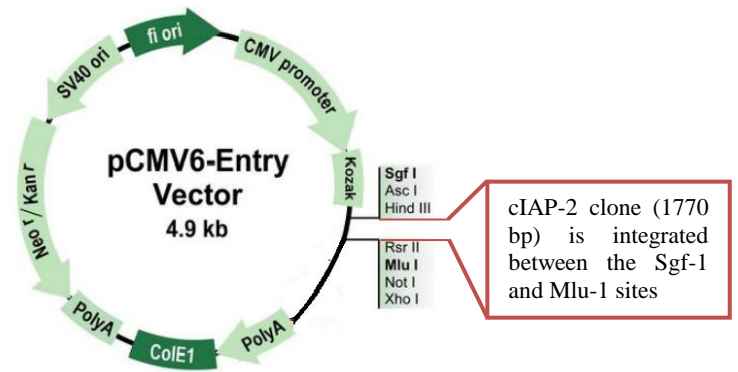 fi ori
CMV promoter
SV40 ori
Kozak
pCMV6-Entry
Vector
4.9 kb
Sgf I
Asc I
Hind III
Rsr II
Mlu I
Not I
Xho I
cIAP-2 clone (1770
bp) is integrated
between the Sgf-1
and Mlu-1 sites
Neo r / Kan r
PolyA
ColE1
PolyA